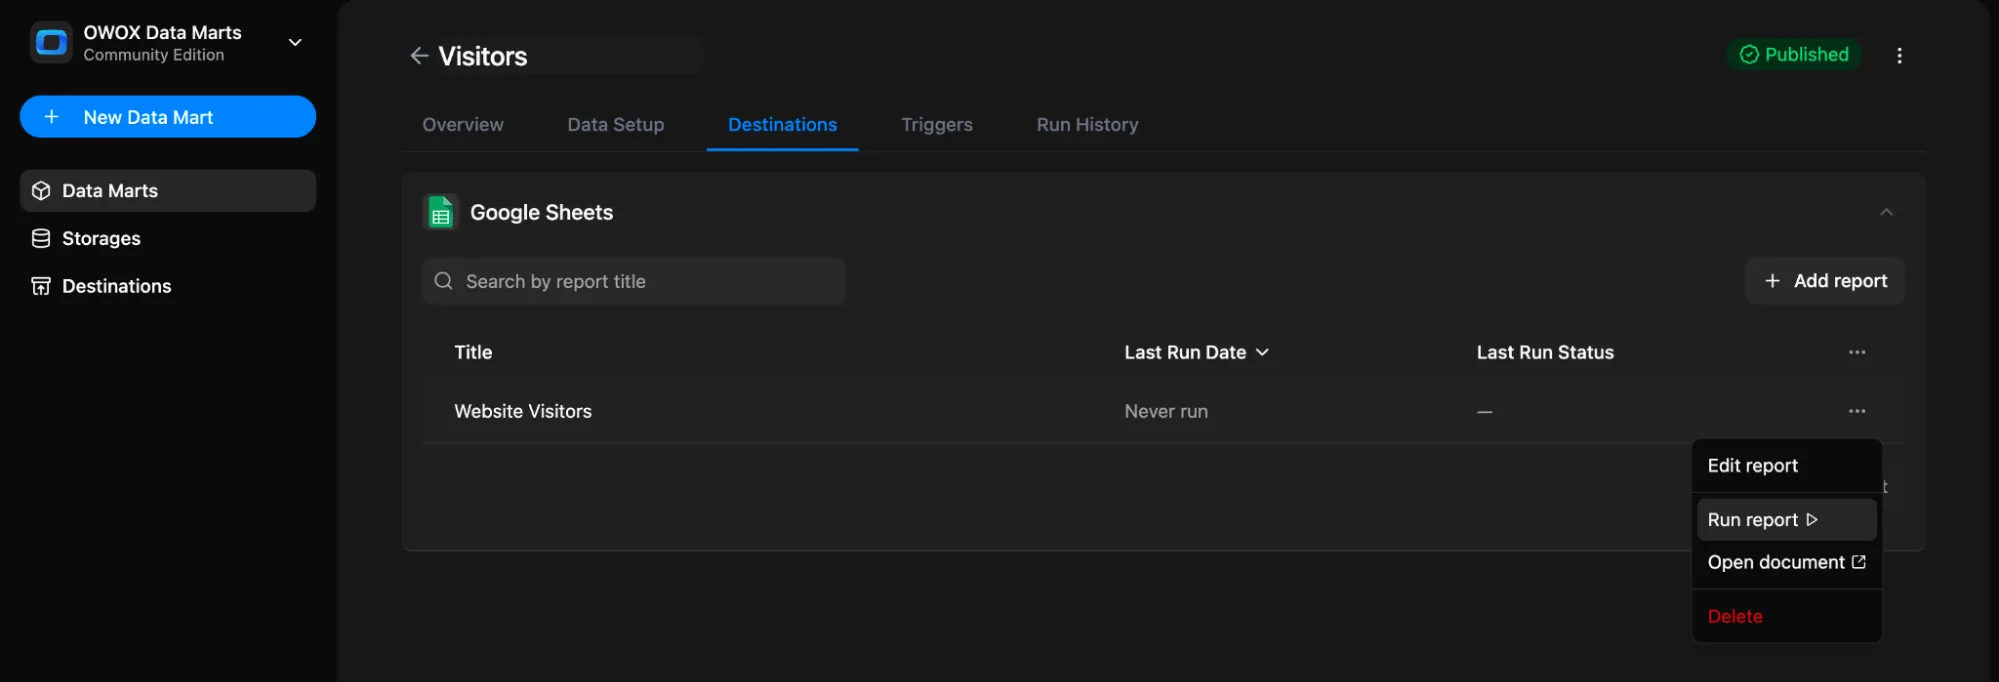 OWOX Data Marts
Community Edition
New Data Mart
Data Marts
Storages
Destinations
Visitors
Published
Overview Data Setup Destinations Triggers Run History
Google Sheets
Search by report title
+ Add report
Title Last Run Date Last Run Status ...
Website Visitors Never run — ...
Edit report
Run report
Open document
Delete